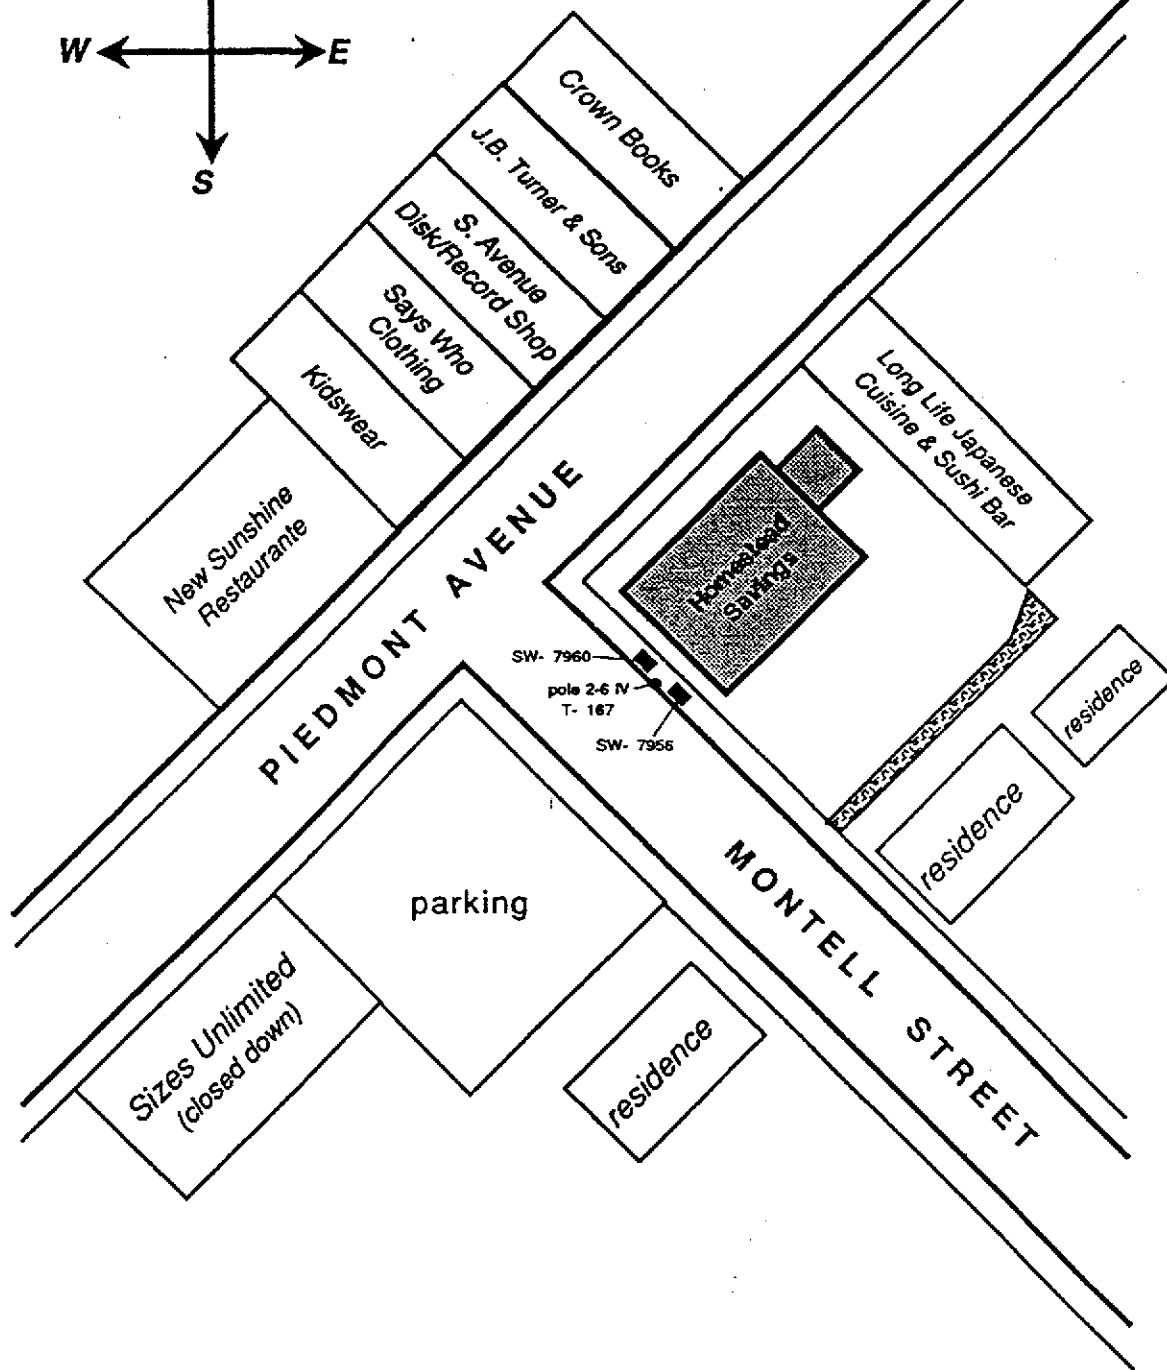 W
E
S
Crown Books
J.B. Turner & Sons
S. Avenue
Disk/Record Shop
Says Who
Clothing
Kidswear
New Sunshine
Restaurante
Long Life Japanese
Cuisine & Sushi Bar
Homestead
Savings
PIEDMONT AVENUE
SW- 7960
pole 2-6 IV
T- 167
SW- 7956
residence
residence
MONTELL STREET
parking
Sizes Unlimited
(closed down)
residence